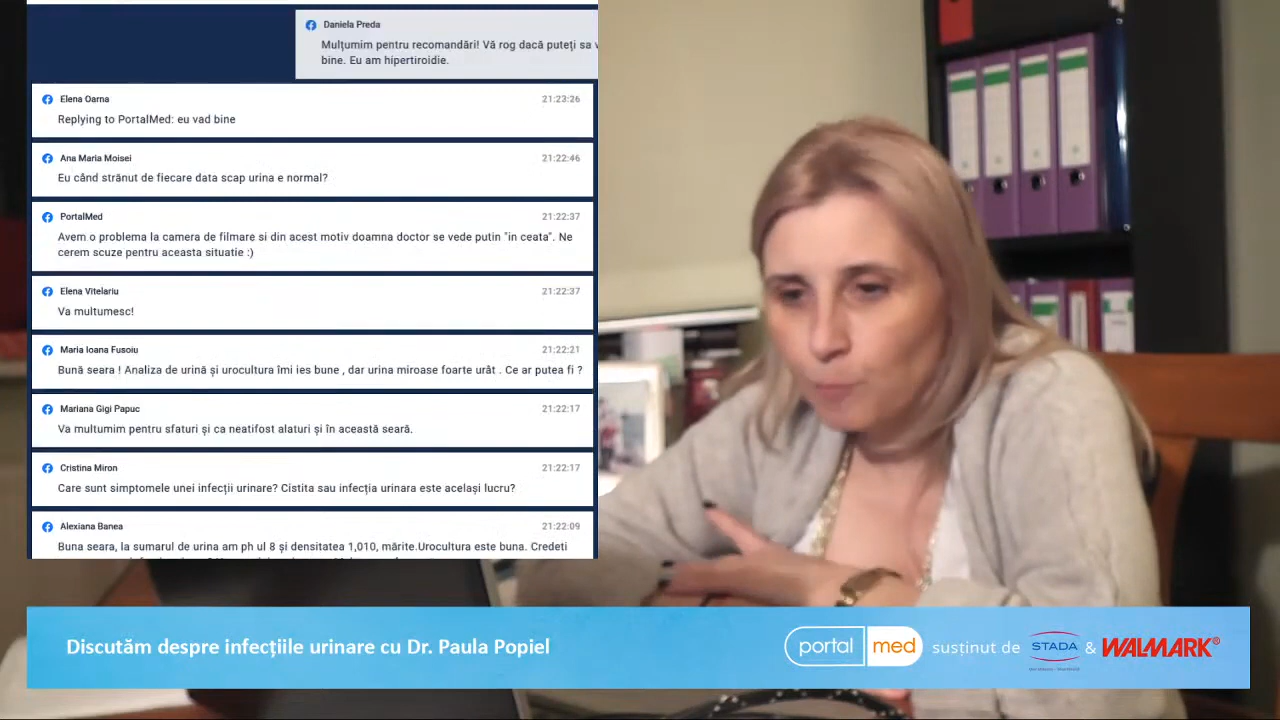 Daniela Preda
Mulțumim pentru recomandări! Vă rog dacă puteți sa
bine. Eu am hipertiroidie.
Elena Oarna 21:23:26
Replying to PortalMed: eu vad bine
Ana Maria Moisei 21:22:46
Eu când strănut de fiecare data scap urina e normal?
PortalMed 21:22:37
Avem o problema la camera de filmare si din acest motiv doamna doctor se vede putin "in ceata". Ne
cerem scuze pentru aceasta situatie :)
Elena Vitelariu 21:22:37
Va multumesc!
Maria Ioana Fusoiu 21:22:21
Bună seara ! Analiza de urină și urocultura îmi ies bune , dar urina miroase foarte urât . Ce ar putea fi ?
Mariana Gigi Papuc 21:22:17
Va multumim pentru sfaturi și ca neatifost alaturi și în această seară.
Cristina Miron 21:22:17
Care sunt simptomele unei infecții urinare? Cistita sau infecția urinara este același lucru?
Alexiana Banea 21:22:09
Buna seara, la sumarul de urina am ph ul 8 și densitatea 1,010, mărite.Urocultura este buna. Credeti
Discutăm despre infecțiile urinare cu Dr. Paula Popiel
portal med susținut de STADA & WALMARK®